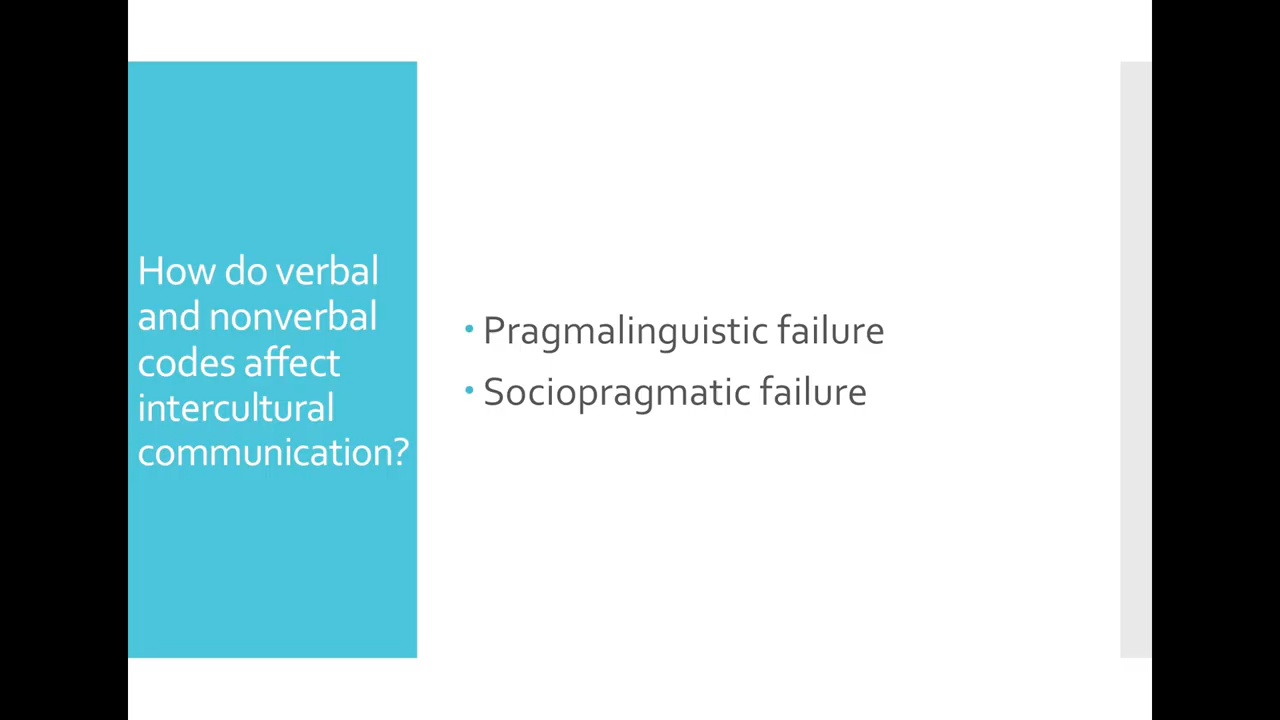 How do verbal
and nonverbal
codes affect
intercultural
communication?
• Pragmalinguistic failure
• Sociopragmatic failure